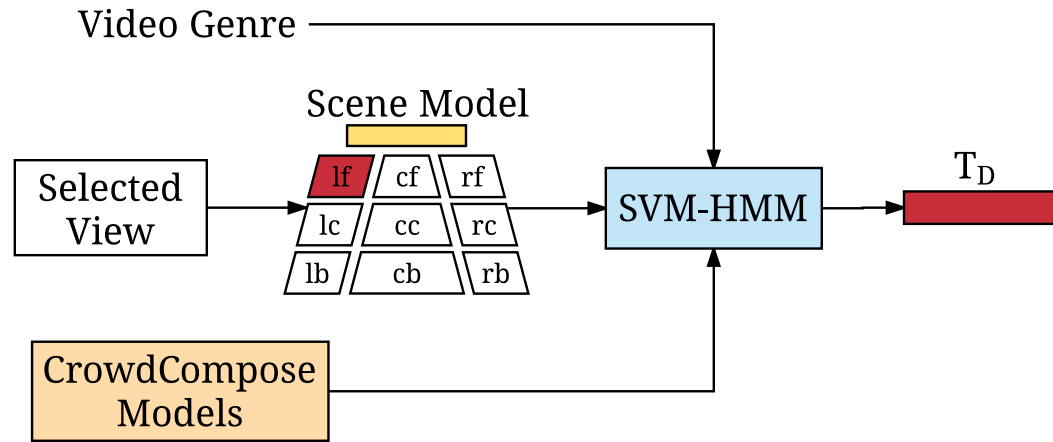 Video Genre
Scene Model
lf cf rf
lc cc rc
lb cb rb
Selected
View
SVM-HMM
T_D
CrowdCompose
Models